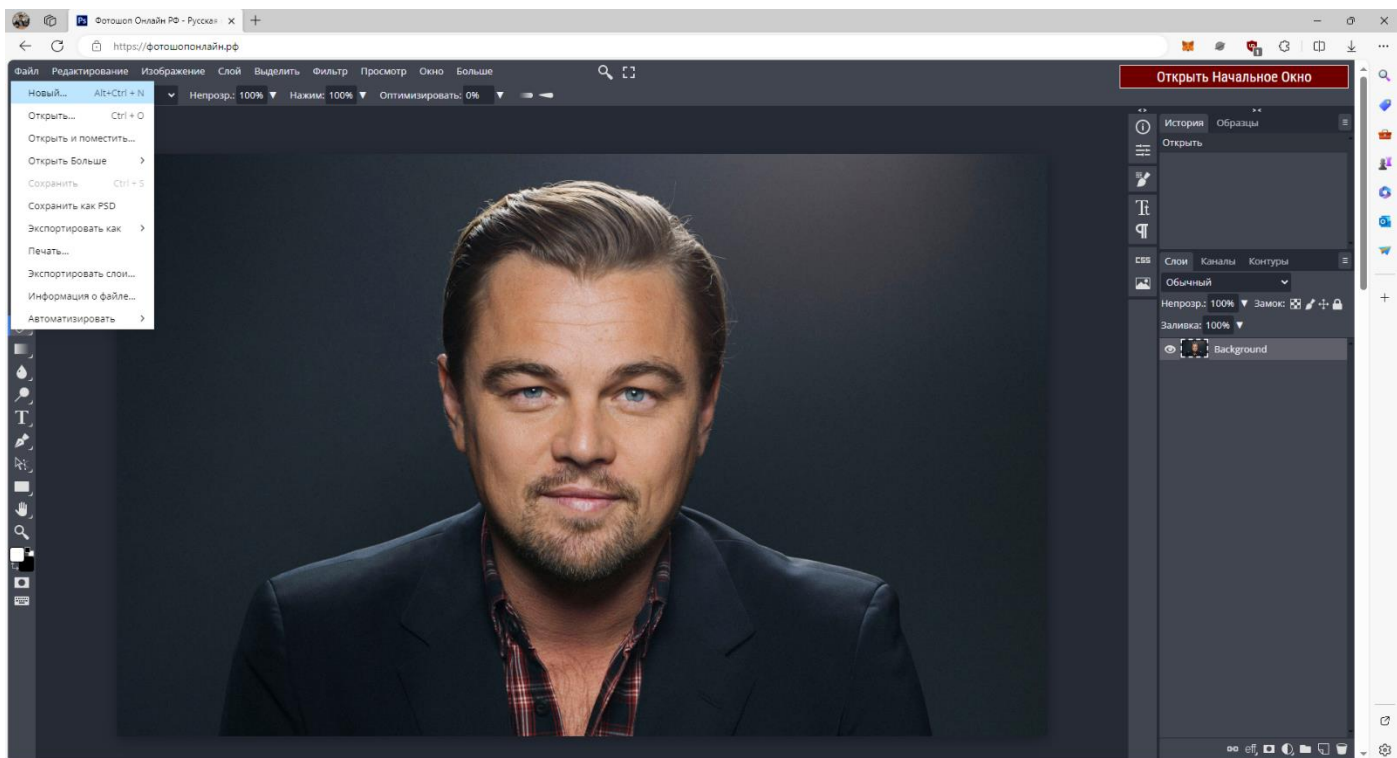 Фотошоп Онлайн РФ - Русская
https://фотошопонлайн.рф
Файл Редактирование Изображение Слой Выделить Фильтр Просмотр Окно Больше
Открыть Начальное Окно
Непрозр.: 100% Нажим: 100% Оптимизировать: 0%
Новый... Alt+Ctrl + N
Открыть... Ctrl + O
Открыть и поместить...
Открыть Больше
Сохранить Ctrl + S
Сохранить как PSD
Экспортировать как
Печать...
Экспортировать слои...
Информация о файле...
Автоматизировать
История Образцы
Открыть
CSS
Слои Каналы Контуры
Обычный
Непрозр.: 100% Замок:
Заливка: 100%
Background
eff